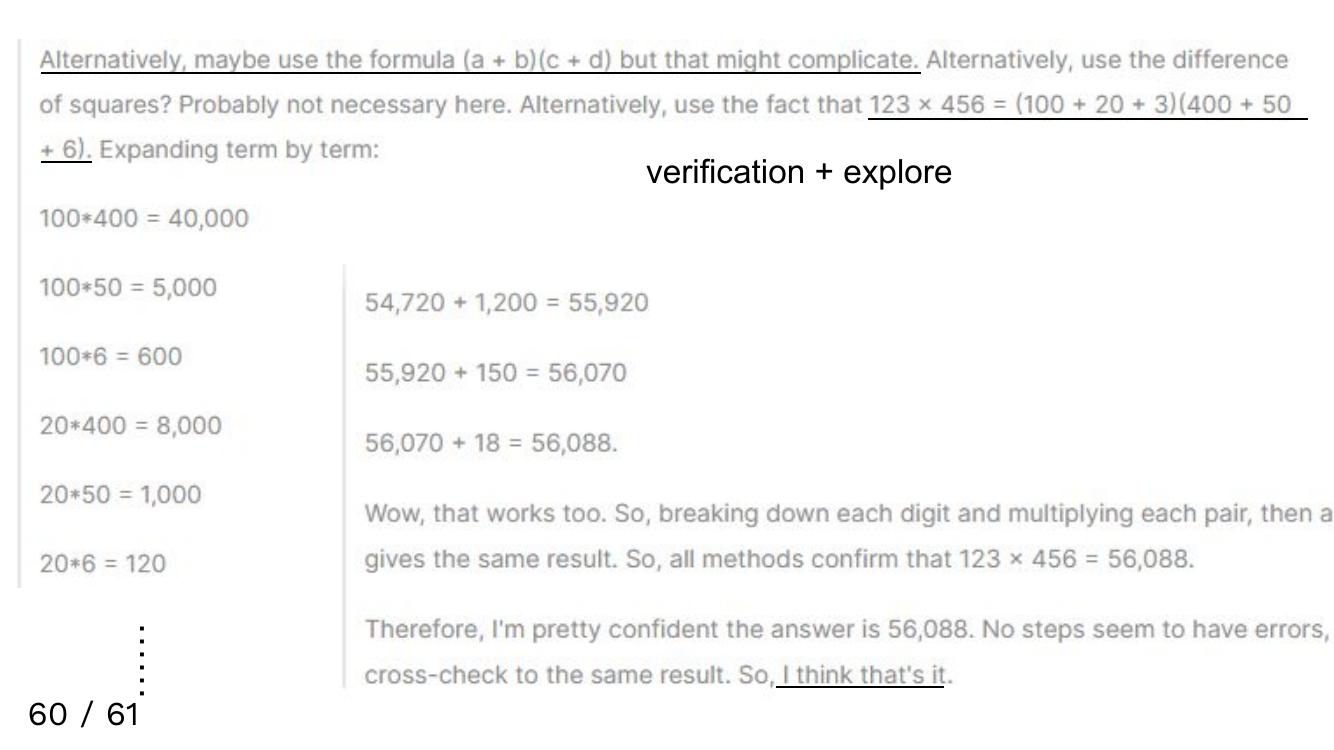 Alternatively, maybe use the formula (a + b)(c + d) but that might complicate. Alternatively, use the difference
of squares? Probably not necessary here. Alternatively, use the fact that 123 × 456 = (100 + 20 + 3)(400 + 50
+ 6). Expanding term by term:
verification + explore
100*400 = 40,000
100*50 = 5,000
100*6 = 600
20*400 = 8,000
20*50 = 1,000
20*6 = 120
54,720 + 1,200 = 55,920
55,920 + 150 = 56,070
56,070 + 18 = 56,088.
Wow, that works too. So, breaking down each digit and multiplying each pair, then a
gives the same result. So, all methods confirm that 123 × 456 = 56,088.
Therefore, I'm pretty confident the answer is 56,088. No steps seem to have errors,
cross-check to the same result. So, I think that's it.
60 / 61